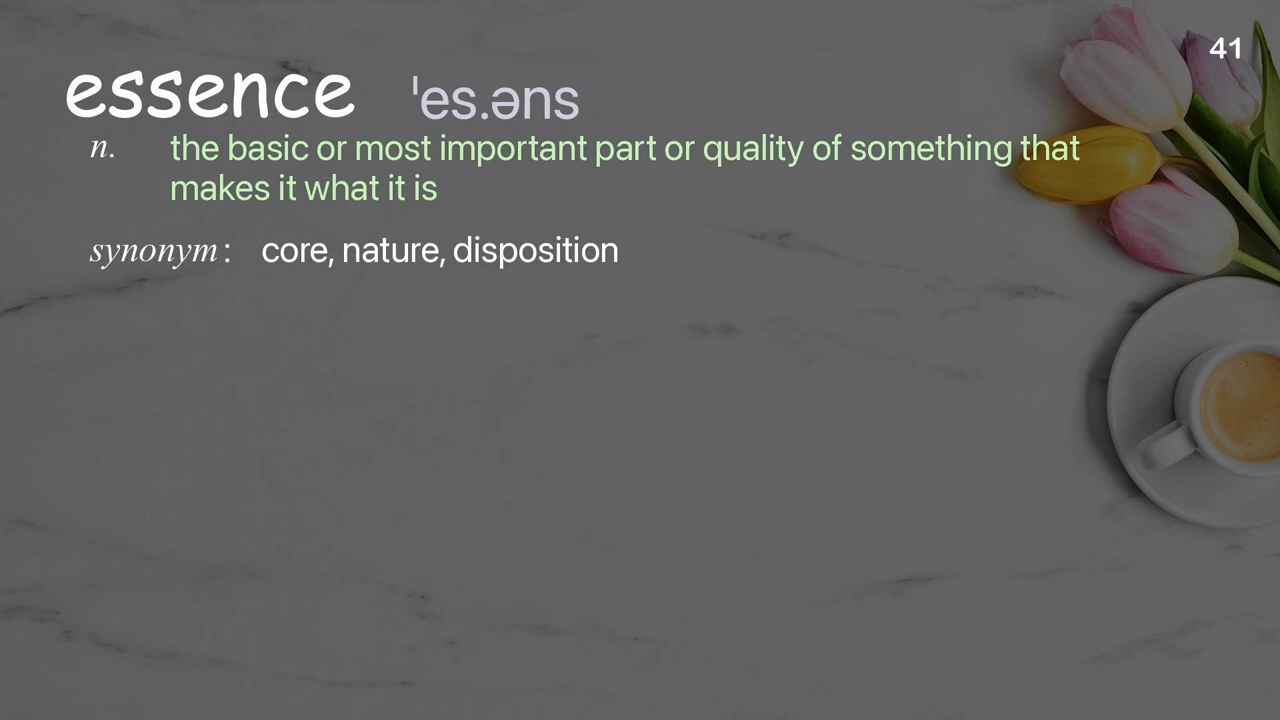 41
essence ˈes.əns
n. the basic or most important part or quality of something that
makes it what it is
synonym: core, nature, disposition